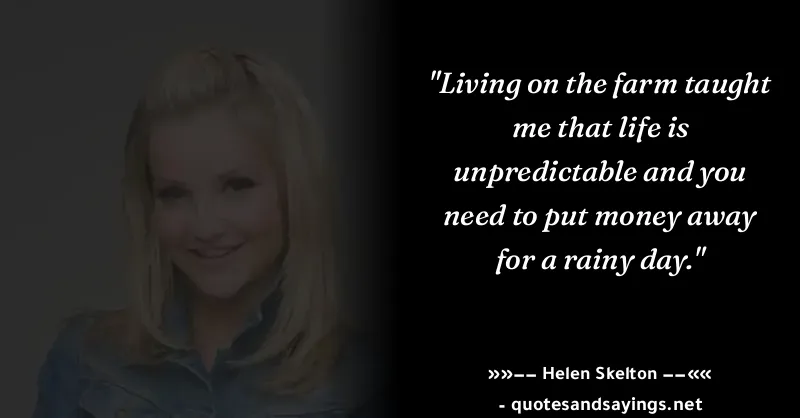 "Living on the farm taught
me that life is
unpredictable and you
need to put money away
for a rainy day."
»»−− Helen Skelton −−««
- quotesandsayings.net